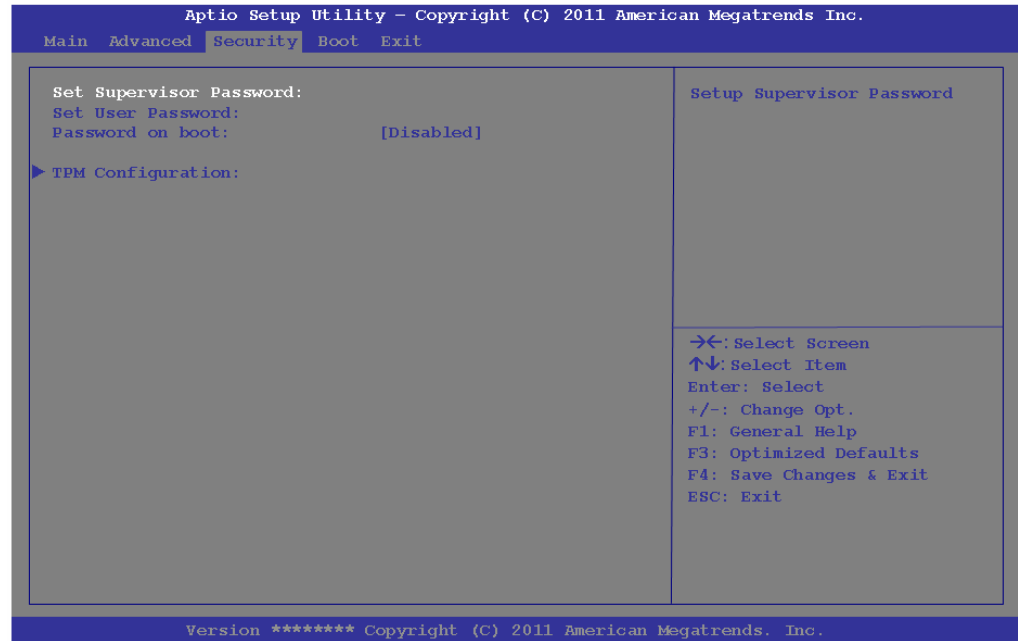 Aptio Setup Utility – Copyright (C) 2011 American Megatrends Inc.
Main Advanced Security Boot Exit
Set Supervisor Password:
Set User Password:
Password on boot: [Disabled]
TPM Configuration:
Setup Supervisor Password
→←:Select Screen
↑↓:Select Item
Enter: Select
+/-: Change Opt.
F1: General Help
F3: Optimized Defaults
F4: Save Changes & Exit
ESC: Exit
Version ******** Copyright (C) 2011 American Megatrends. Inc.